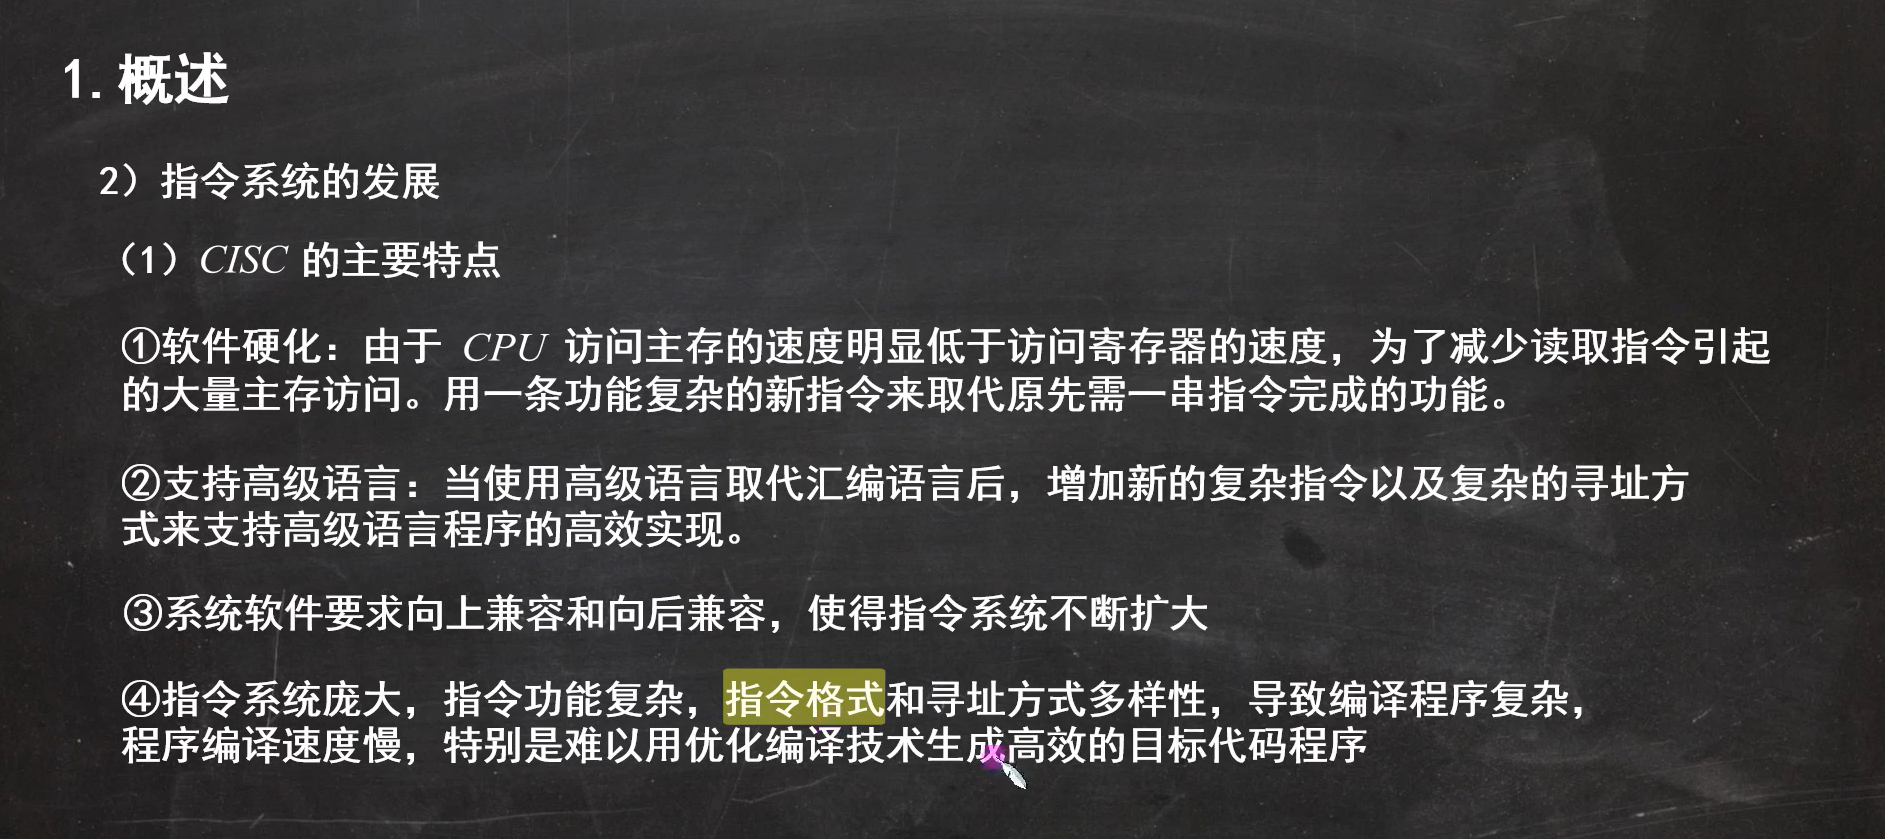 1.概述
2）指令系统的发展
（1）CISC 的主要特点
①软件硬化：由于 CPU 访问主存的速度明显低于访问寄存器的速度，为了减少读取指令引起
的大量主存访问。用一条功能复杂的新指令来取代原先需一串指令完成的功能。
②支持高级语言：当使用高级语言取代汇编语言后，增加新的复杂指令以及复杂的寻址方
式来支持高级语言程序的高效实现。
③系统软件要求向上兼容和向后兼容，使得指令系统不断扩大
④指令系统庞大，指令功能复杂，指令格式和寻址方式多样性，导致编译程序复杂，
程序编译速度慢，特别是难以用优化编译技术生成高效的目标代码程序